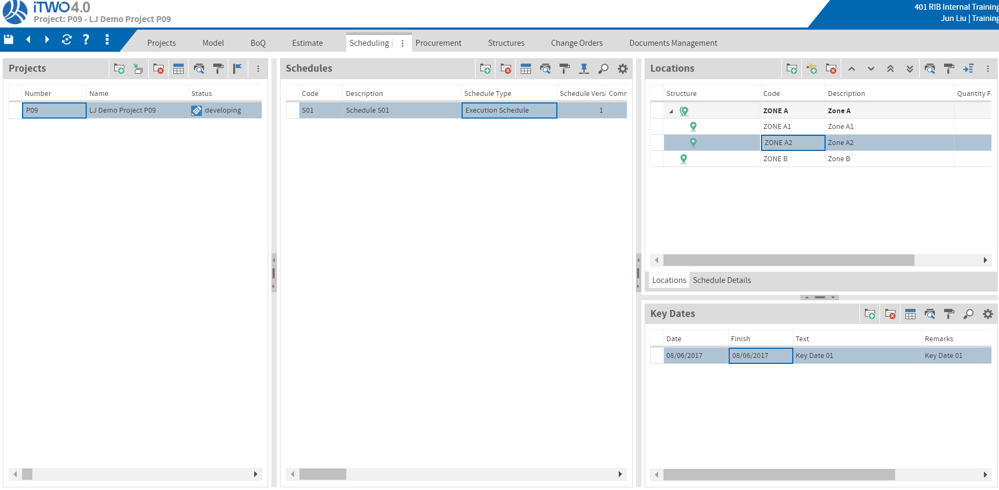 iTWO 4.0
Project: P09 - LJ Demo Project P09
401 RIB Internal Training
Jun Liu | Training
Projects Model BoQ Estimate Scheduling Procurement Structures Change Orders Documents Management
Projects
Number Name Status
P09 LJ Demo Project P09 developing
Schedules
Code Description Schedule Type Schedule Versi Comm
S01 Schedule S01 Execution Schedule 1
Locations
Structure Code Description Quantity Fa
ZONE A Zone A
ZONE A1 Zone A1
ZONE A2 Zone A2
ZONE B Zone B
Locations Schedule Details
Key Dates
Date Finish Text Remarks
08/06/2017 08/06/2017 Key Date 01 Key Date 01